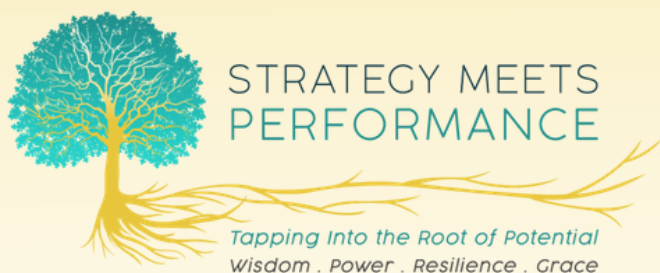 STRATEGY MEETS
PERFORMANCE
Tapping Into the Root of Potential
Wisdom . Power . Resilience . Grace